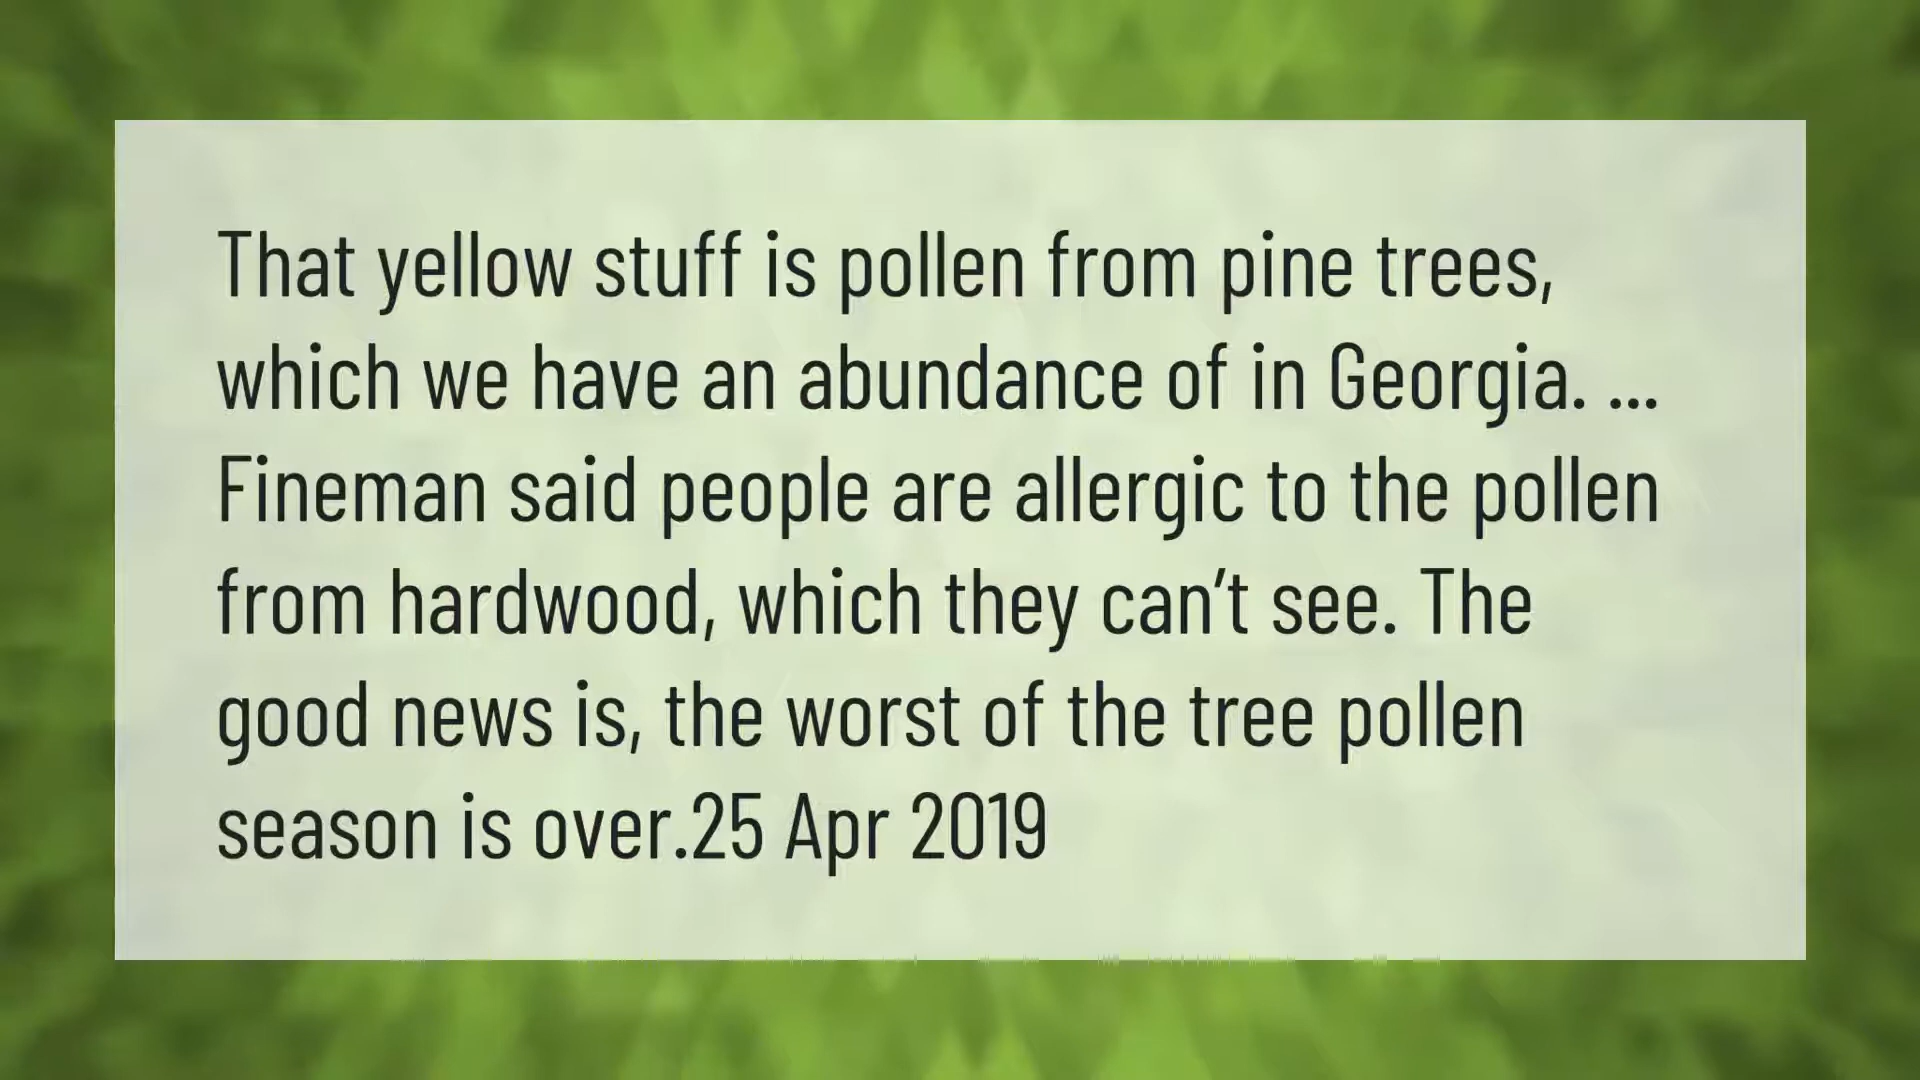 That yellow stuff is pollen from pine trees,
which we have an abundance of in Georgia. ...
Fineman said people are allergic to the pollen
from hardwood, which they can’t see. The
good news is, the worst of the tree pollen
season is over.25 Apr 2019